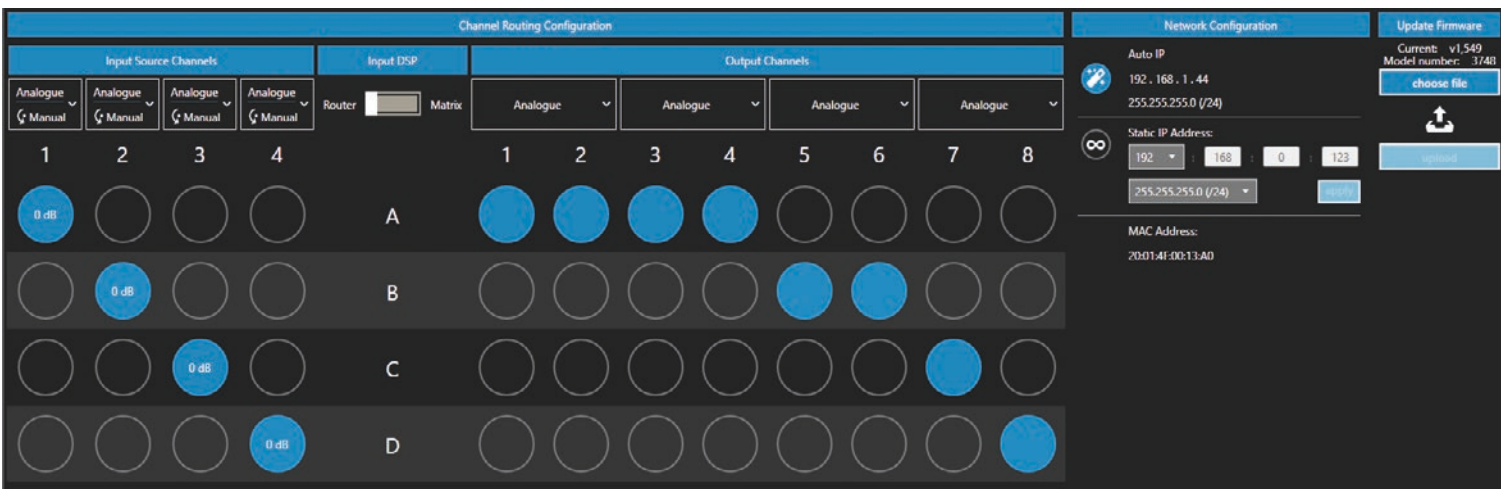 Channel Routing Configuration
Input Source Channels
Input DSP
Output Channels
Analogue
Manual
Analogue
Manual
Analogue
Manual
Analogue
Manual
Router
Matrix
Analogue
Analogue
Analogue
Analogue
1 2 3 4
1 2 3 4 5 6 7 8
0 dB
A
0 dB
B
0 dB
C
0 dB
D
Network Configuration
Auto IP
192 . 168 . 1 . 44
255.255.255.0 (/24)
Static IP Address:
192 : 168 : 0 : 123
255.255.255.0 (/24)
apply
MAC Address:
20:01:4F:00:13:A0
Update Firmware
Current: v1,549
Model number: 3748
choose file
upload